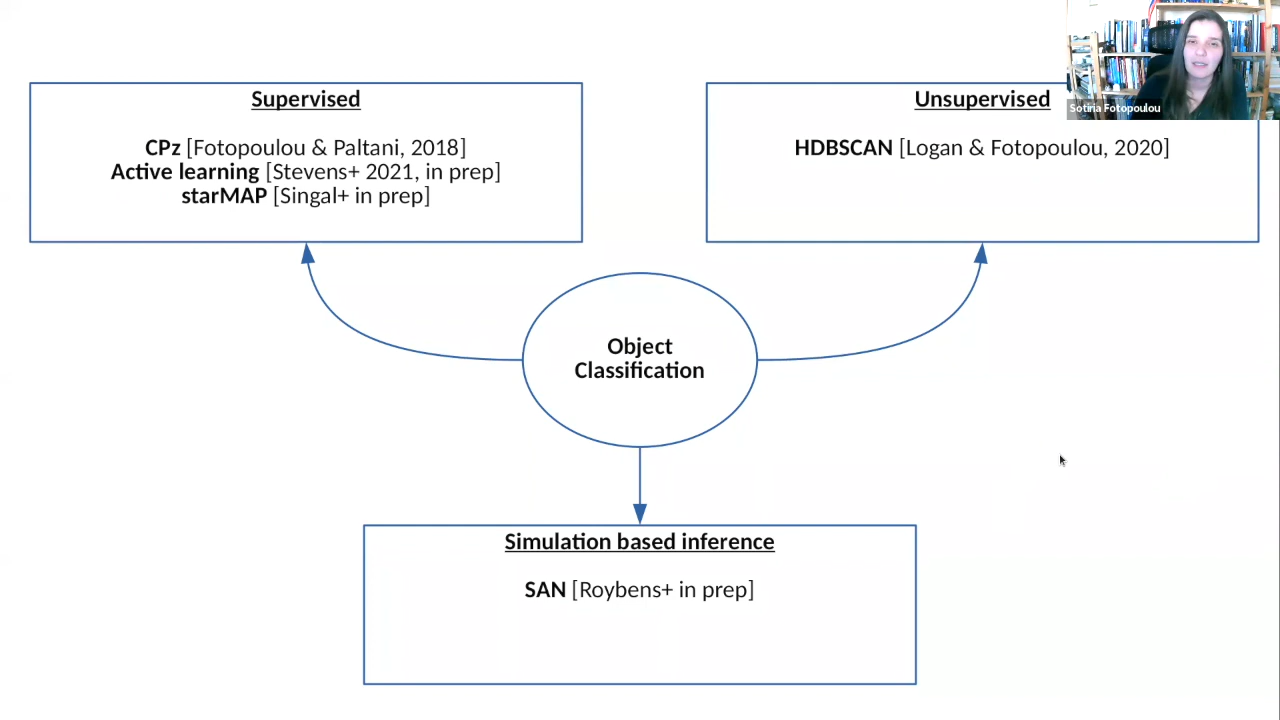 Sotiria Fotopoulou
Supervised
CPz [Fotopoulou & Paltani, 2018]
Active learning [Stevens+ 2021, in prep]
starMAP [Singal+ in prep]
Unsupervised
HDBSCAN [Logan & Fotopoulou, 2020]
Object
Classification
Simulation based inference
SAN [Roybens+ in prep]